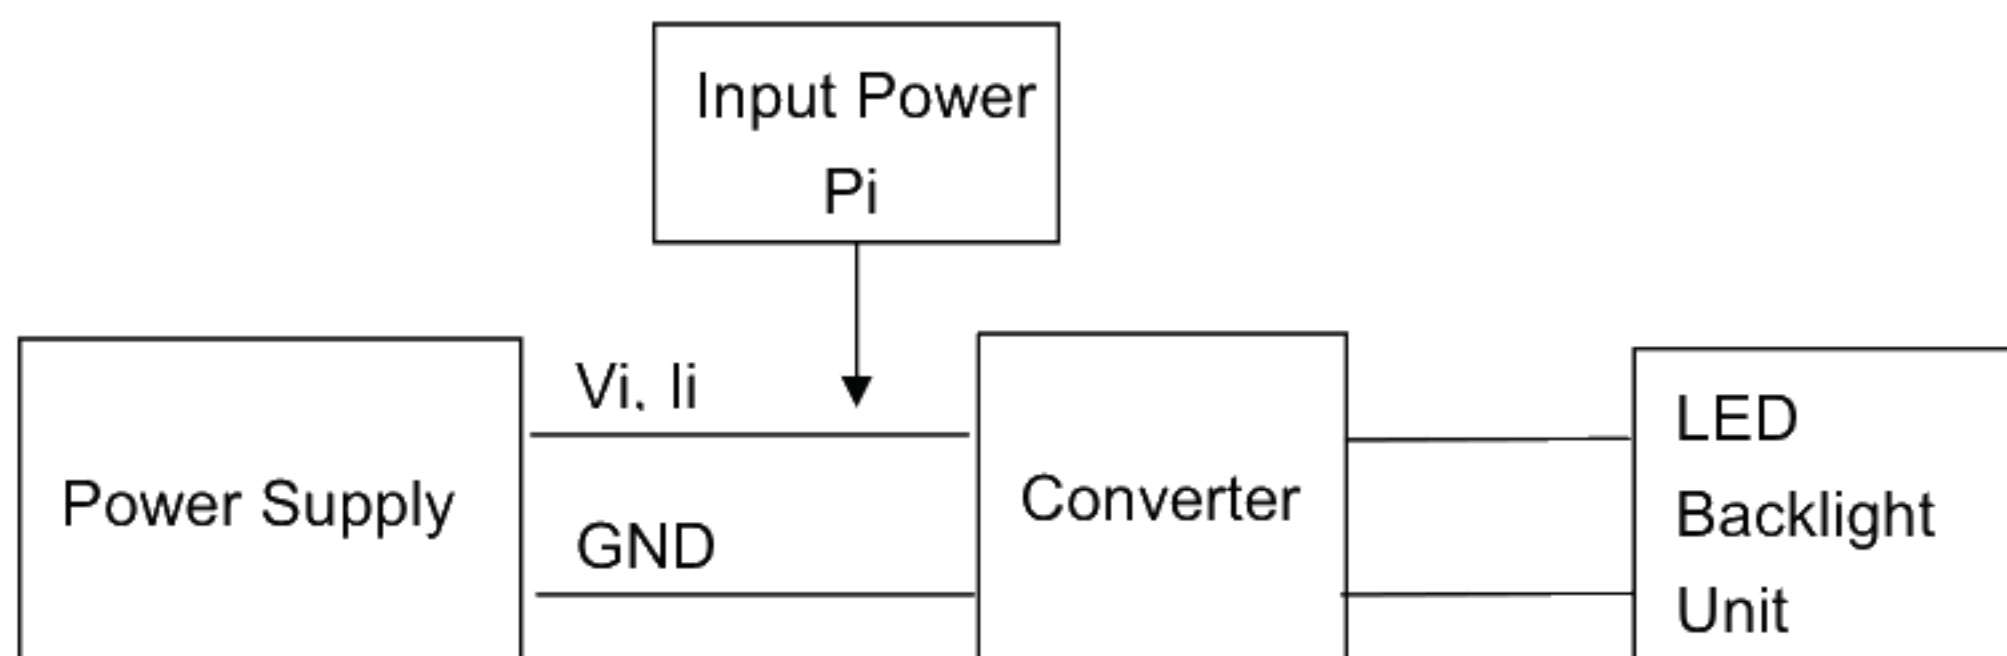 Input Power
Pi
Vi, Ii
Power Supply
GND
Converter
LED
Backlight
Unit